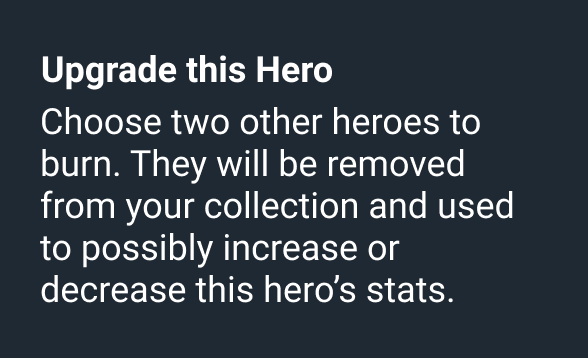 Upgrade this Hero
Choose two other heroes to
burn. They will be removed
from your collection and used
to possibly increase or
decrease this hero’s stats.